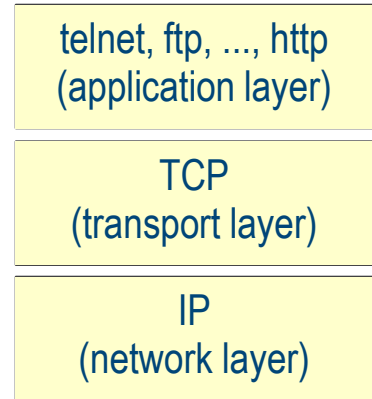 telnet, ftp, ..., http
(application layer)
TCP
(transport layer)
IP
(network layer)